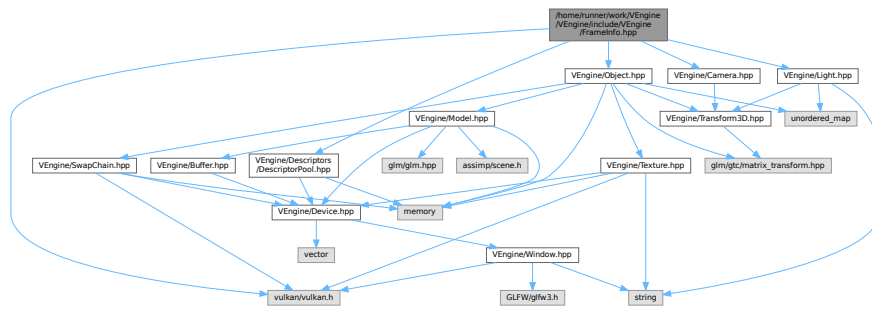 /home/runner/work/VEngine
/VEngine/include/VEngine
/FrameInfo.hpp
VEngine/Object.hpp
VEngine/Camera.hpp
VEngine/Light.hpp
VEngine/Model.hpp
VEngine/Transform3D.hpp
unordered_map
VEngine/SwapChain.hpp
VEngine/Buffer.hpp
VEngine/Descriptors
/DescriptorPool.hpp
glm/glm.hpp
assimp/scene.h
VEngine/Texture.hpp
glm/gtc/matrix_transform.hpp
VEngine/Device.hpp
memory
vector
VEngine/Window.hpp
vulkan/vulkan.h
GLFW/glfw3.h
string